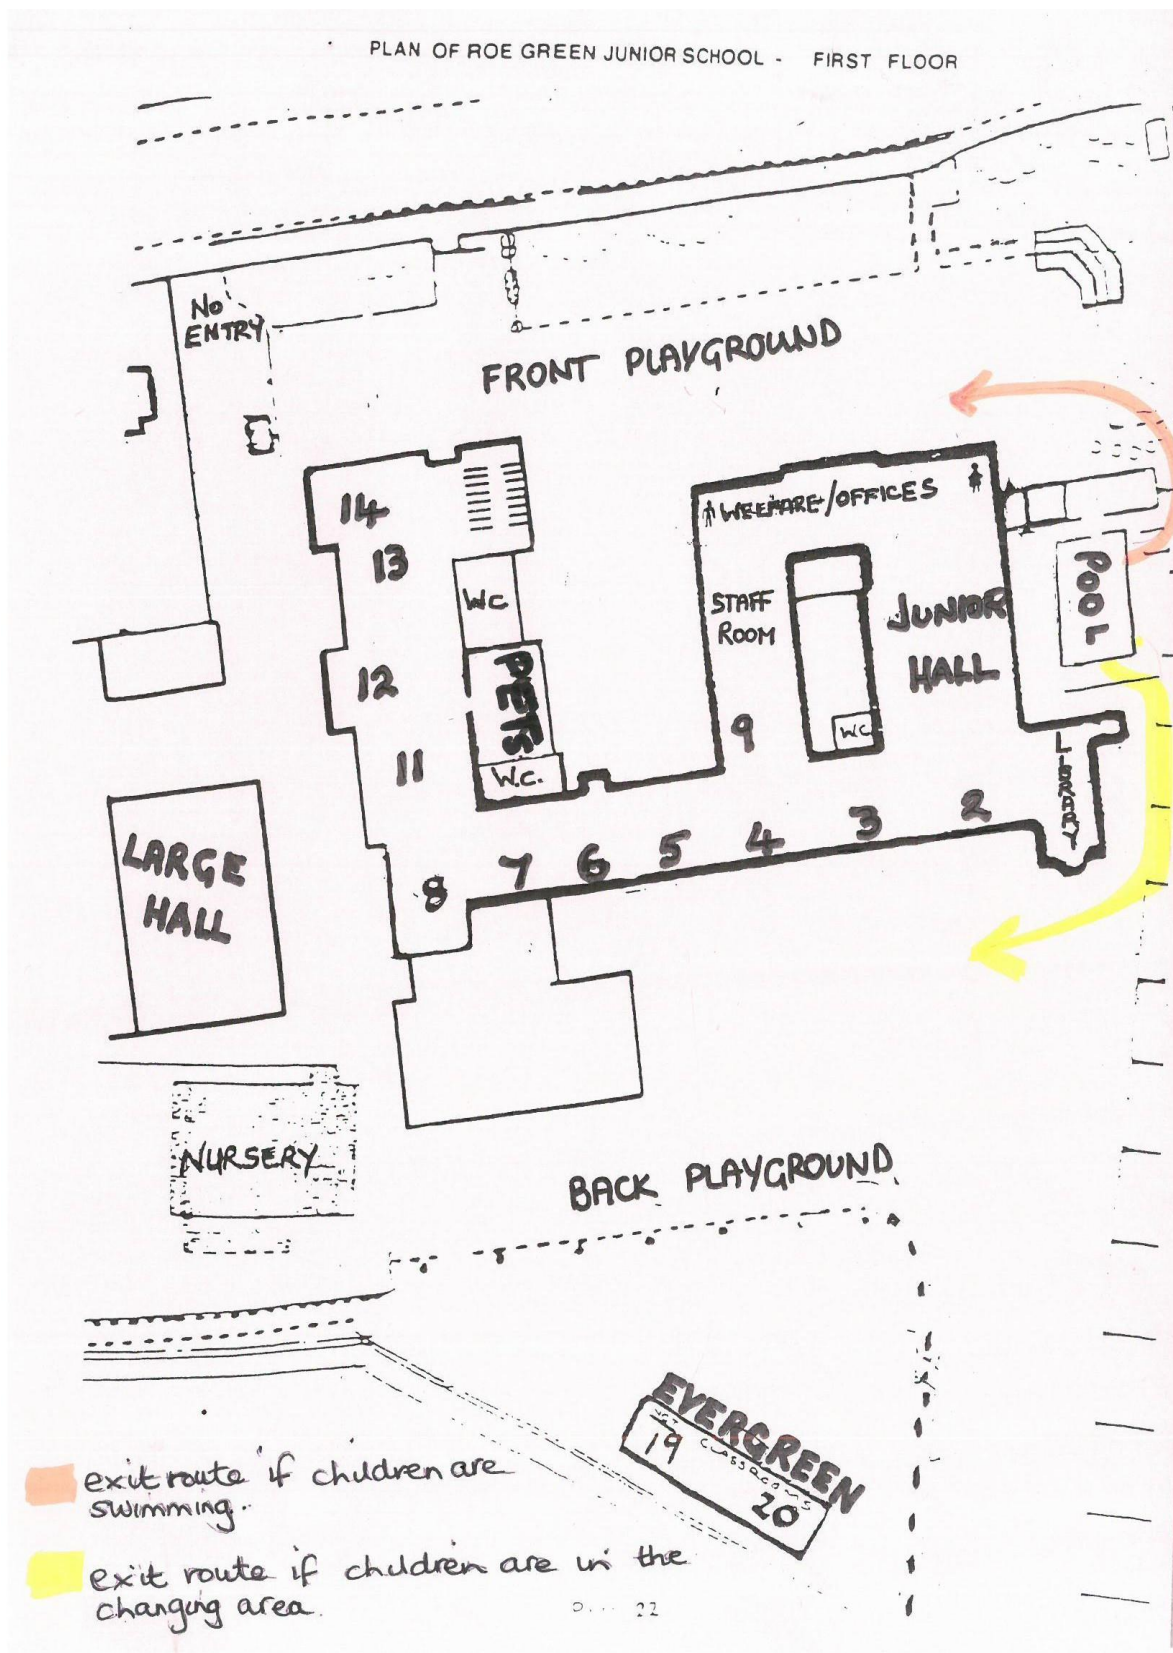 PLAN OF ROE GREEN JUNIOR SCHOOL - FIRST FLOOR
NO
ENTRY
FRONT PLAYGROUND
14
13
WC
PETS
W.C.
12
11
WELFARE/OFFICES
STAFF
ROOM
JUNIOR
HALL
POOL
9
WC
LIBRARY
2
3
4
5
6
7
8
LARGE
HALL
NURSERY
BACK PLAYGROUND
EVERGREEN
CLASSROOMS
19
20
exit route if children are
swimming.
exit route if children are in the
changing area.
22